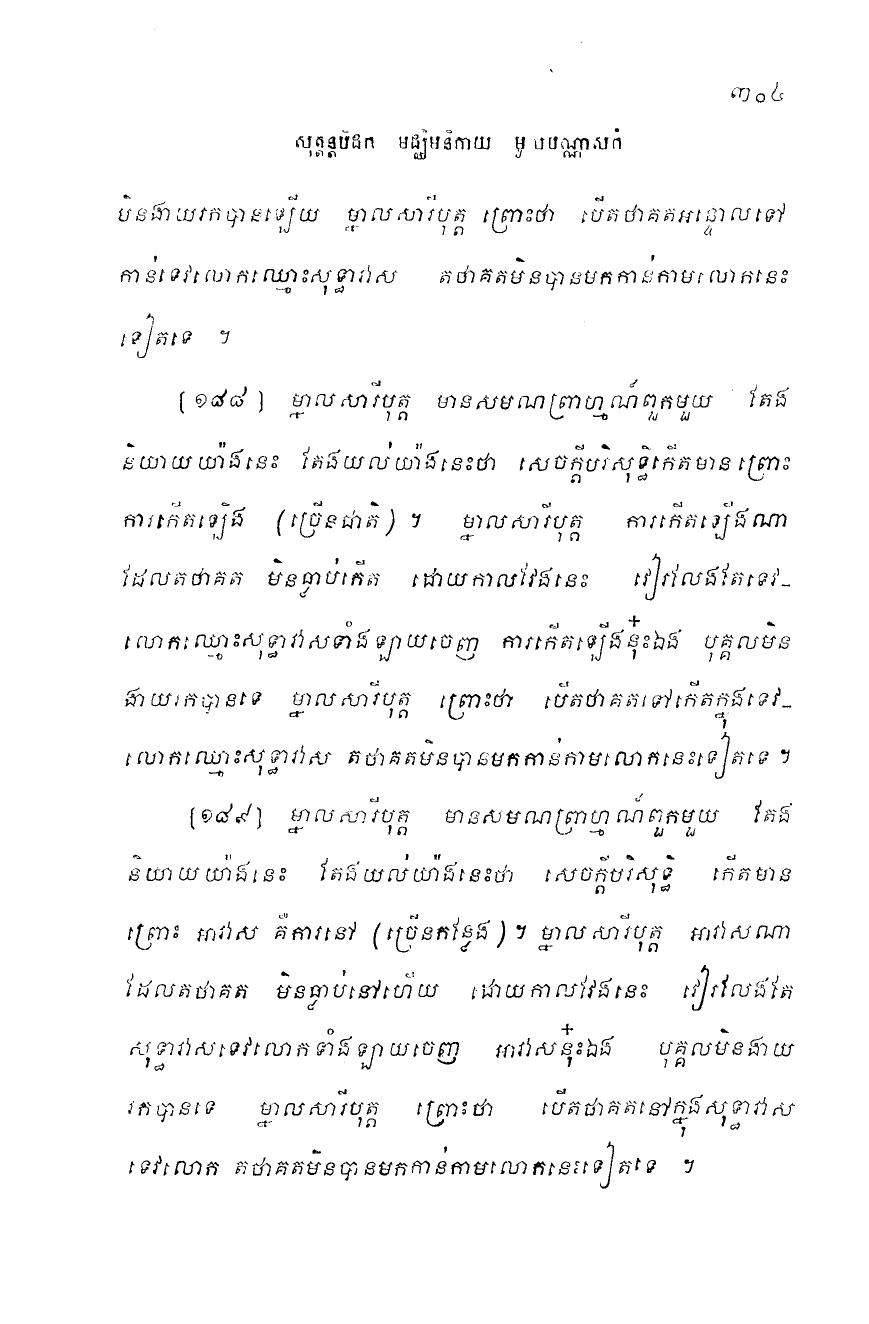 ៣០៤
សុត្តន្តបិដក មជ្ឈិមនិកាយ មូលបណ្ណាសកំ
មិនងាយរកបានឡើយ ម្នាលសារីបុត្ត ព្រោះថា បើតថាគតអន្ទោលទៅ
កាន់ទេវលោកឈ្មោះសុទ្ធាវាស តថាគតមិនបានមកកាន់កាមលោកនេះ
ទៀតទេ ។
[១៨៨] ម្នាលសារីបុត្ត មានសមណព្រាហ្មណ៍ពួកមួយ តែង
និយាយយ៉ាងនេះ តែងយល់យ៉ាងនេះថា សេចក្តីបរិសុទ្ធិកើតមានព្រោះ
ការកើតឡើង (ច្រើនជាតិ) ។ ម្នាលសារីបុត្ត ការកើតឡើងណា
ដែលតថាគត មិនធ្លាប់កើត ដោយកាលវែងនេះ វៀរលែងតែទេវ-
លោកឈ្មោះសុទ្ធាវាសទាំងឡាយចេញ ការកើតឡើងនុ៎ះឯង បុគ្គលមិន
ងាយរកបានទេ ម្នាលសារីបុត្ត ព្រោះថា បើតថាគតទៅកើតក្នុងទេវ-
លោកឈ្មោះសុទ្ធាវាស តថាគតមិនបានមកកាន់កាមលោកនេះទៀតទេ ។
[១៨៩] ម្នាលសារីបុត្ត មានសមណព្រាហ្មណ៍ពួកមួយ តែង
និយាយយ៉ាងនេះ តែងយល់យ៉ាងនេះថា សេចក្តីបរិសុទ្ធិ កើតមាន
ព្រោះ អាវាស គឺការនៅ (ច្រើនកន្លែង) ។ ម្នាលសារីបុត្ត អាវាសណា
ដែលតថាគត មិនធ្លាប់នៅហើយ ដោយកាលវែងនេះ វៀរលែងតែ
សុទ្ធាវាសទេវលោកទាំងឡាយចេញ អាវាសនុ៎ះឯង បុគ្គលមិនងាយ
រកបានទេ ម្នាលសារីបុត្ត ព្រោះថា បើតថាគតនៅក្នុងសុទ្ធាវាស
ទេវលោក តថាគតមិនបានមកកាន់កាមលោកនេះទៀតទេ ។